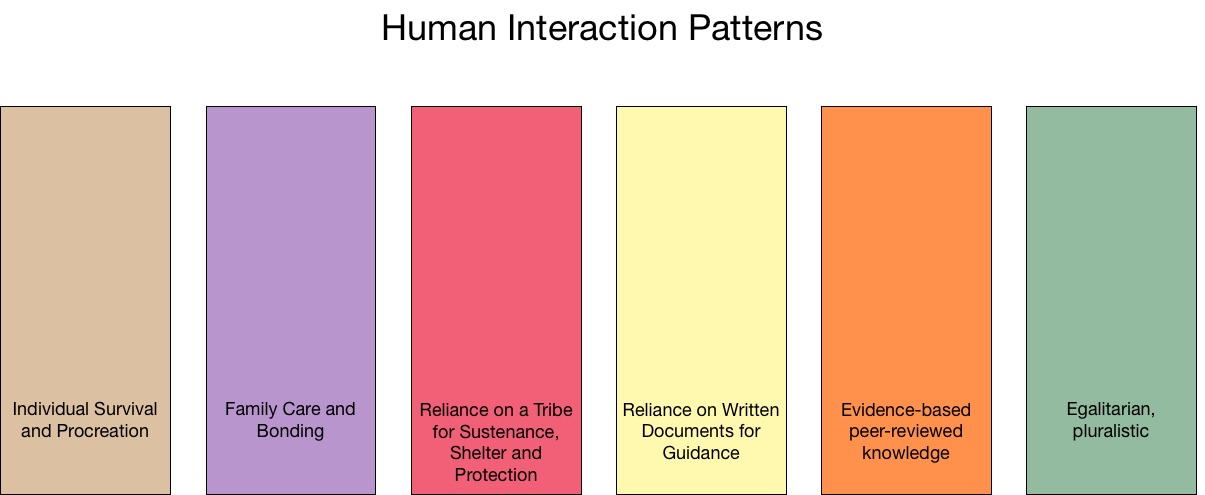 Human Interaction Patterns
Individual Survival
and Procreation
Family Care and
Bonding
Reliance on a Tribe
for Sustenance,
Shelter and
Protection
Reliance on Written
Documents for
Guidance
Evidence-based
peer-reviewed
knowledge
Egalitarian,
pluralistic